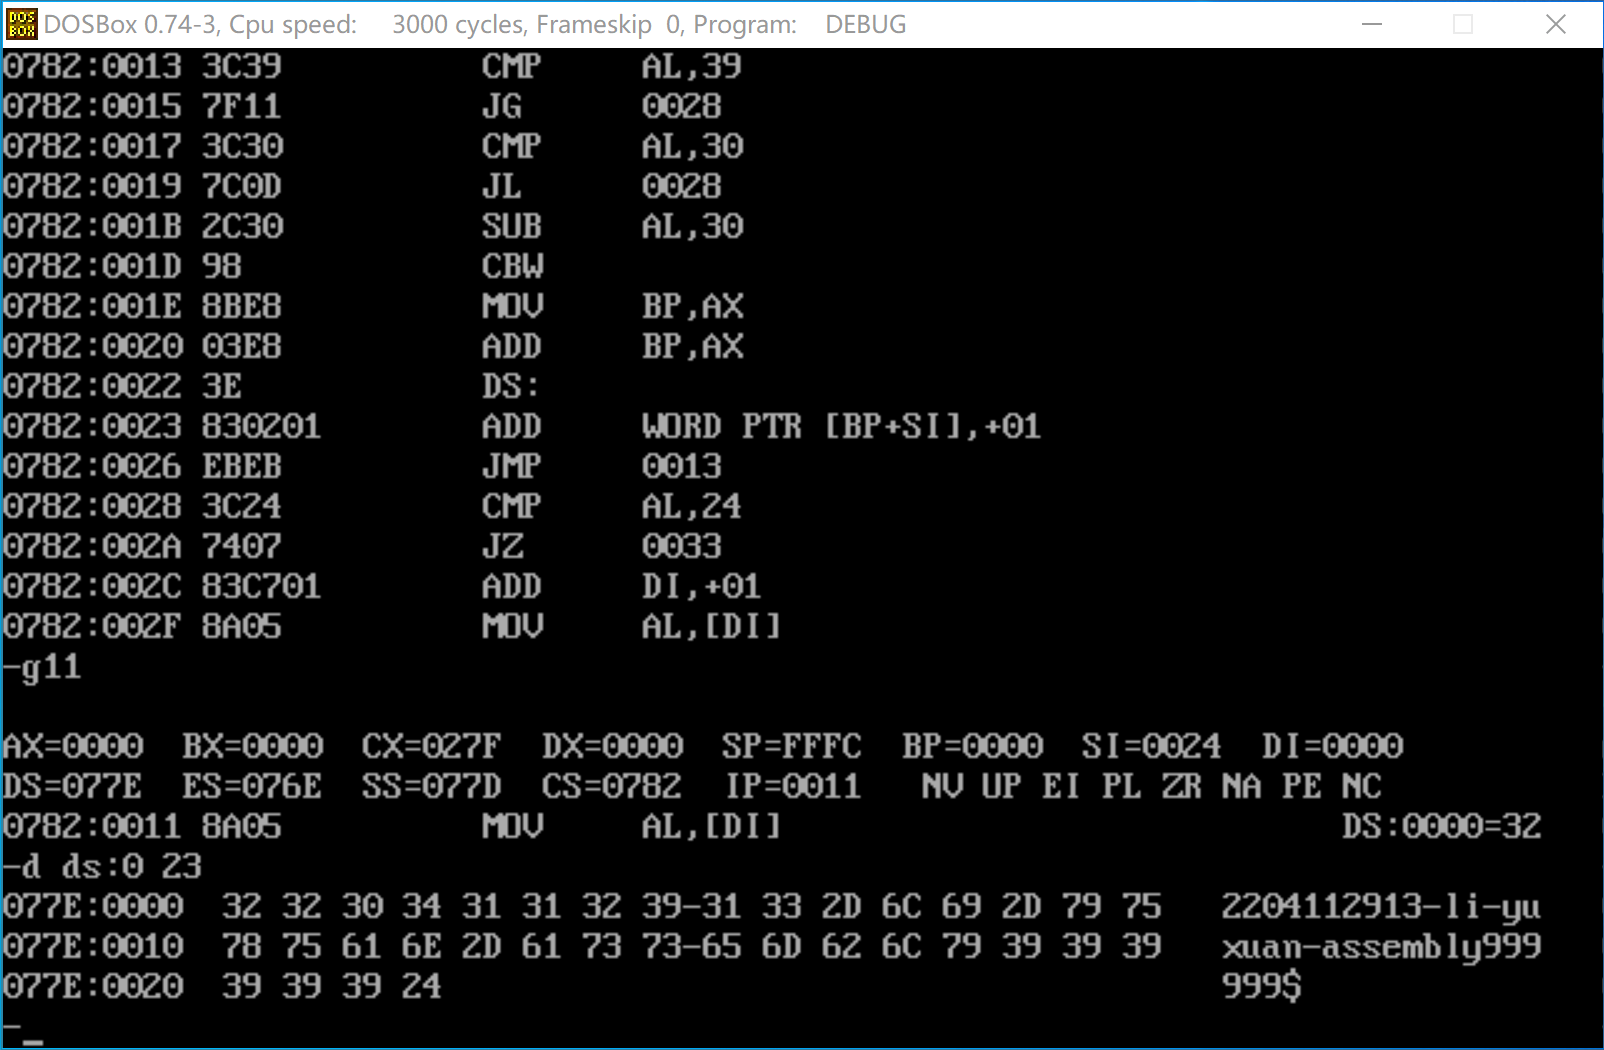 DOS BOX DOSBox 0.74-3, Cpu speed: 3000 cycles, Frameskip 0, Program: DEBUG
0782:0013 3C39 CMP AL,39
0782:0015 7F11 JG 0028
0782:0017 3C30 CMP AL,30
0782:0019 7C0D JL 0028
0782:001B 2C30 SUB AL,30
0782:001D 98 CBW
0782:001E 8BE8 MOV BP,AX
0782:0020 03E8 ADD BP,AX
0782:0022 3E DS:
0782:0023 830201 ADD WORD PTR [BP+SI],+01
0782:0026 EBEB JMP 0013
0782:0028 3C24 CMP AL,24
0782:002A 7407 JZ 0033
0782:002C 83C701 ADD DI,+01
0782:002F 8A05 MOV AL,[DI]
-g11
AX=0000 BX=0000 CX=027F DX=0000 SP=FFFC BP=0000 SI=0024 DI=0000
DS=077E ES=076E SS=077D CS=0782 IP=0011 NV UP EI PL ZR NA PE NC
0782:0011 8A05 MOV AL,[DI] DS:0000=32
-d ds:0 23
077E:0000 32 32 30 34 31 31 32 39-31 33 2D 6C 69 2D 79 75 2204112913-li-yu
077E:0010 78 75 61 6E 2D 61 73 73-65 6D 62 6C 79 39 39 39 xuan-assembly999
077E:0020 39 39 39 24 999$
-_